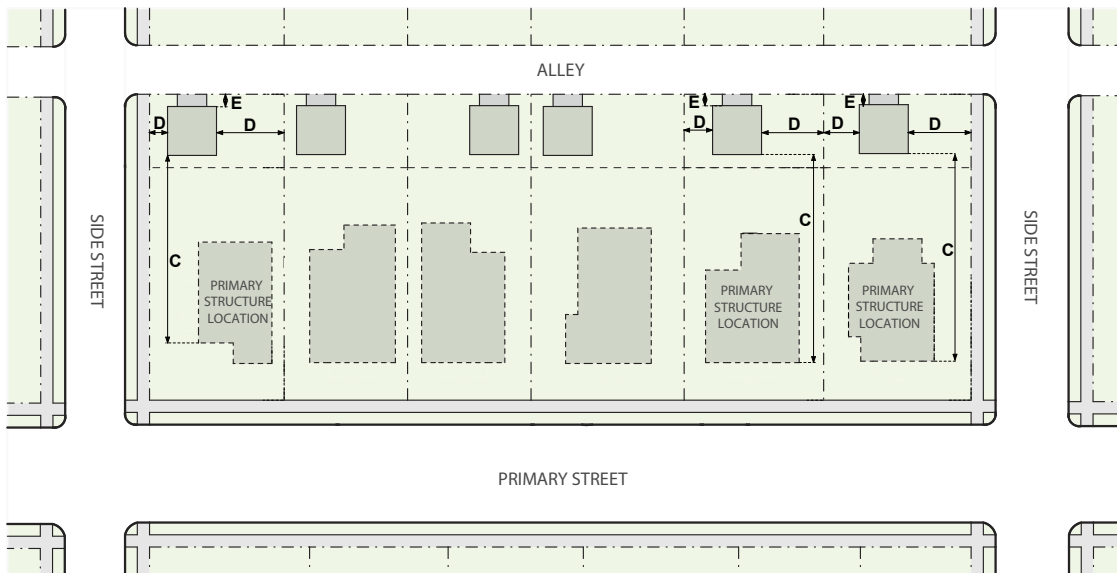 ALLEY
E
D
D
E
D
D
E
D
D
SIDE STREET
C
C
C
SIDE STREET
PRIMARY
STRUCTURE
LOCATION
PRIMARY
STRUCTURE
LOCATION
PRIMARY
STRUCTURE
LOCATION
PRIMARY STREET